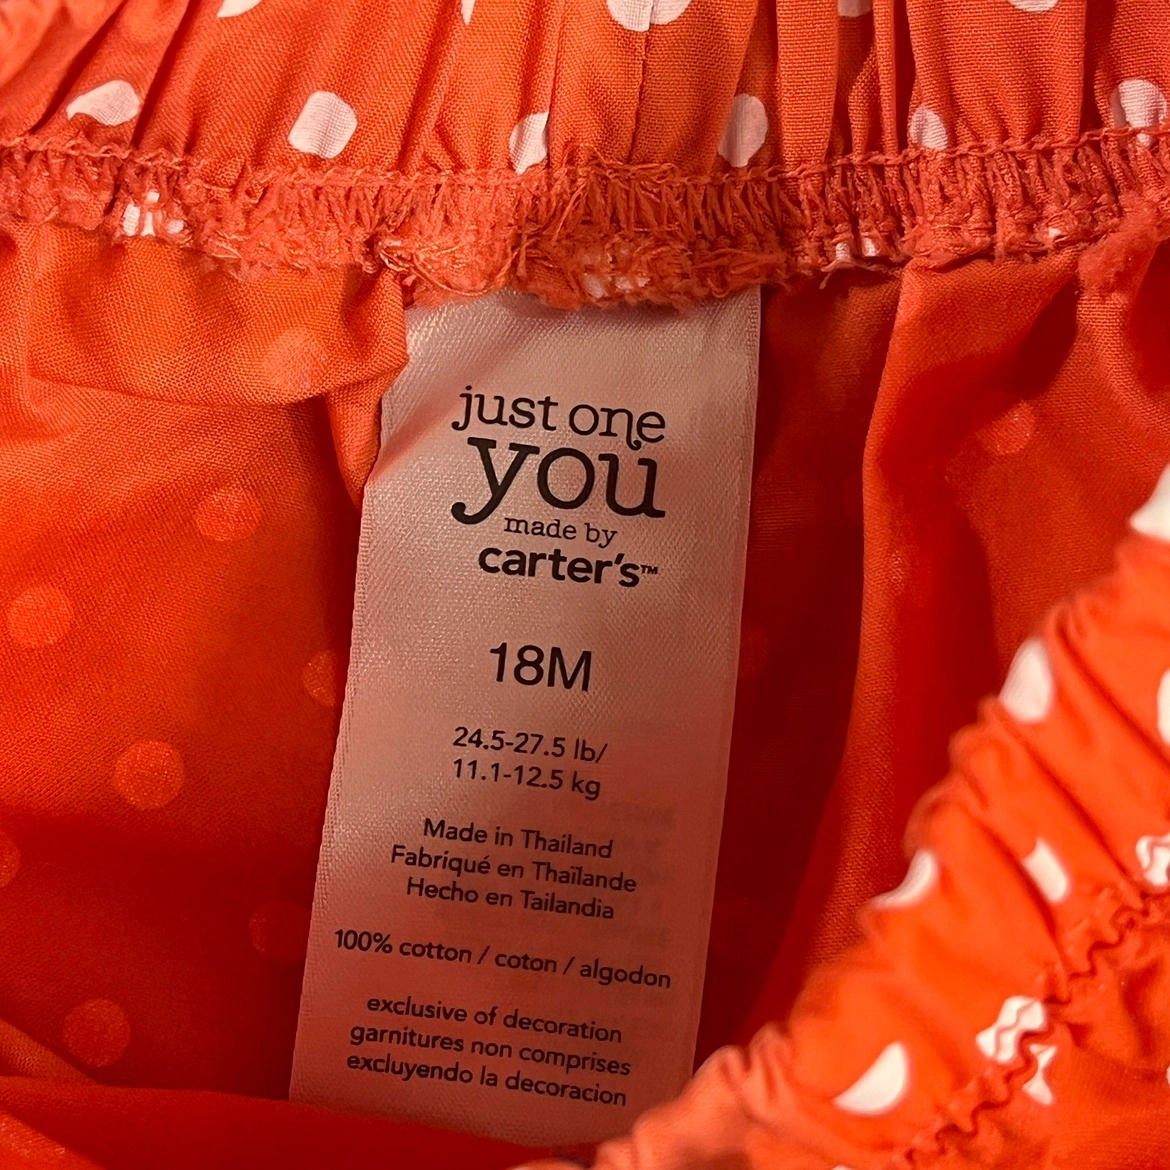 just one
you
made by
carter's™
18M
24.5-27.5 lb/
11.1-12.5 kg
Made in Thailand
Fabriqué en Thaïlande
Hecho en Tailandia
100% cotton / coton / algodon
exclusive of decoration
garnitures non comprises
excluyendo la decoracion